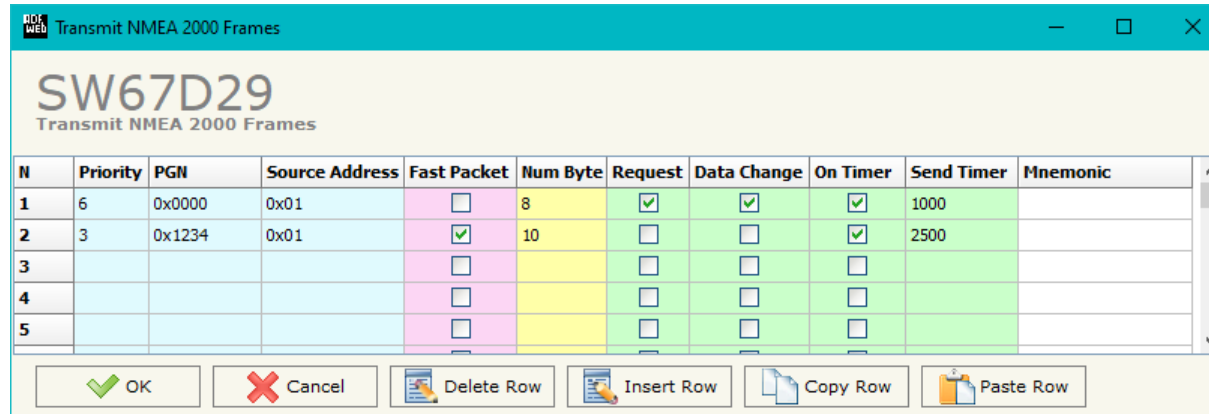 ADF WEB Transmit NMEA 2000 Frames
SW67D29
Transmit NMEA 2000 Frames
N Priority PGN Source Address Fast Packet Num Byte Request Data Change On Timer Send Timer Mnemonic
1 6 0x0000 0x01 8 1000
2 3 0x1234 0x01 10 2500
3
4
5
OK Cancel Delete Row Insert Row Copy Row Paste Row